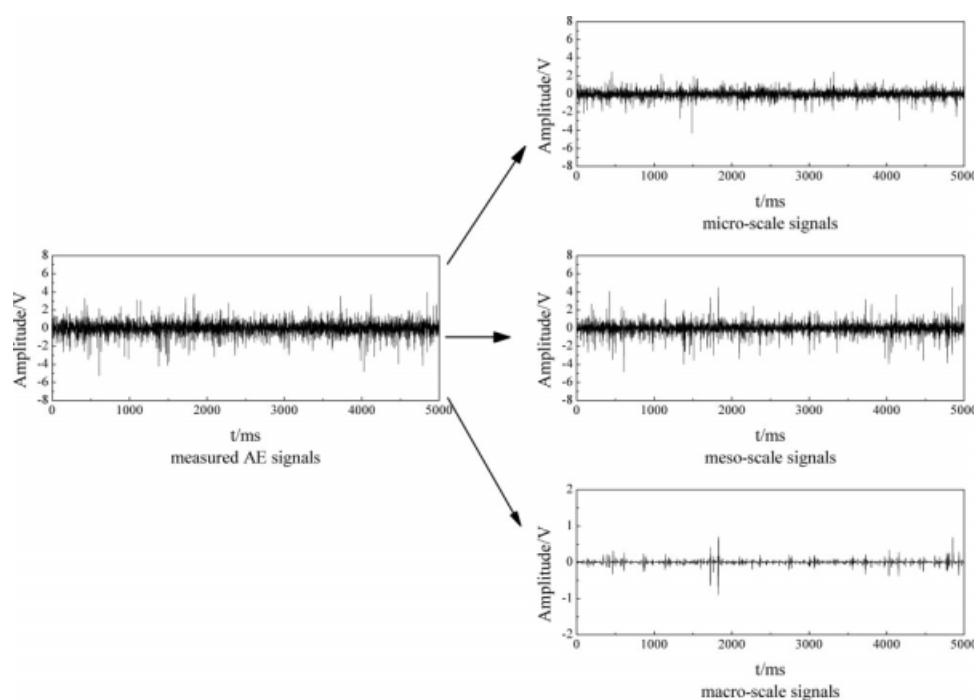 8
6
4
2
0
-2
-4
-6
-8
Amplitude/V
0 1000 2000 3000 4000 5000
t/ms
micro-scale signals
8
6
4
2
0
-2
-4
-6
-8
Amplitude/V
0 1000 2000 3000 4000 5000
t/ms
measured AE signals
8
6
4
2
0
-2
-4
-6
-8
Amplitude/V
0 1000 2000 3000 4000 5000
t/ms
meso-scale signals
2
1
0
-1
-2
Amplitude/V
0 1000 2000 3000 4000 5000
t/ms
macro-scale signals